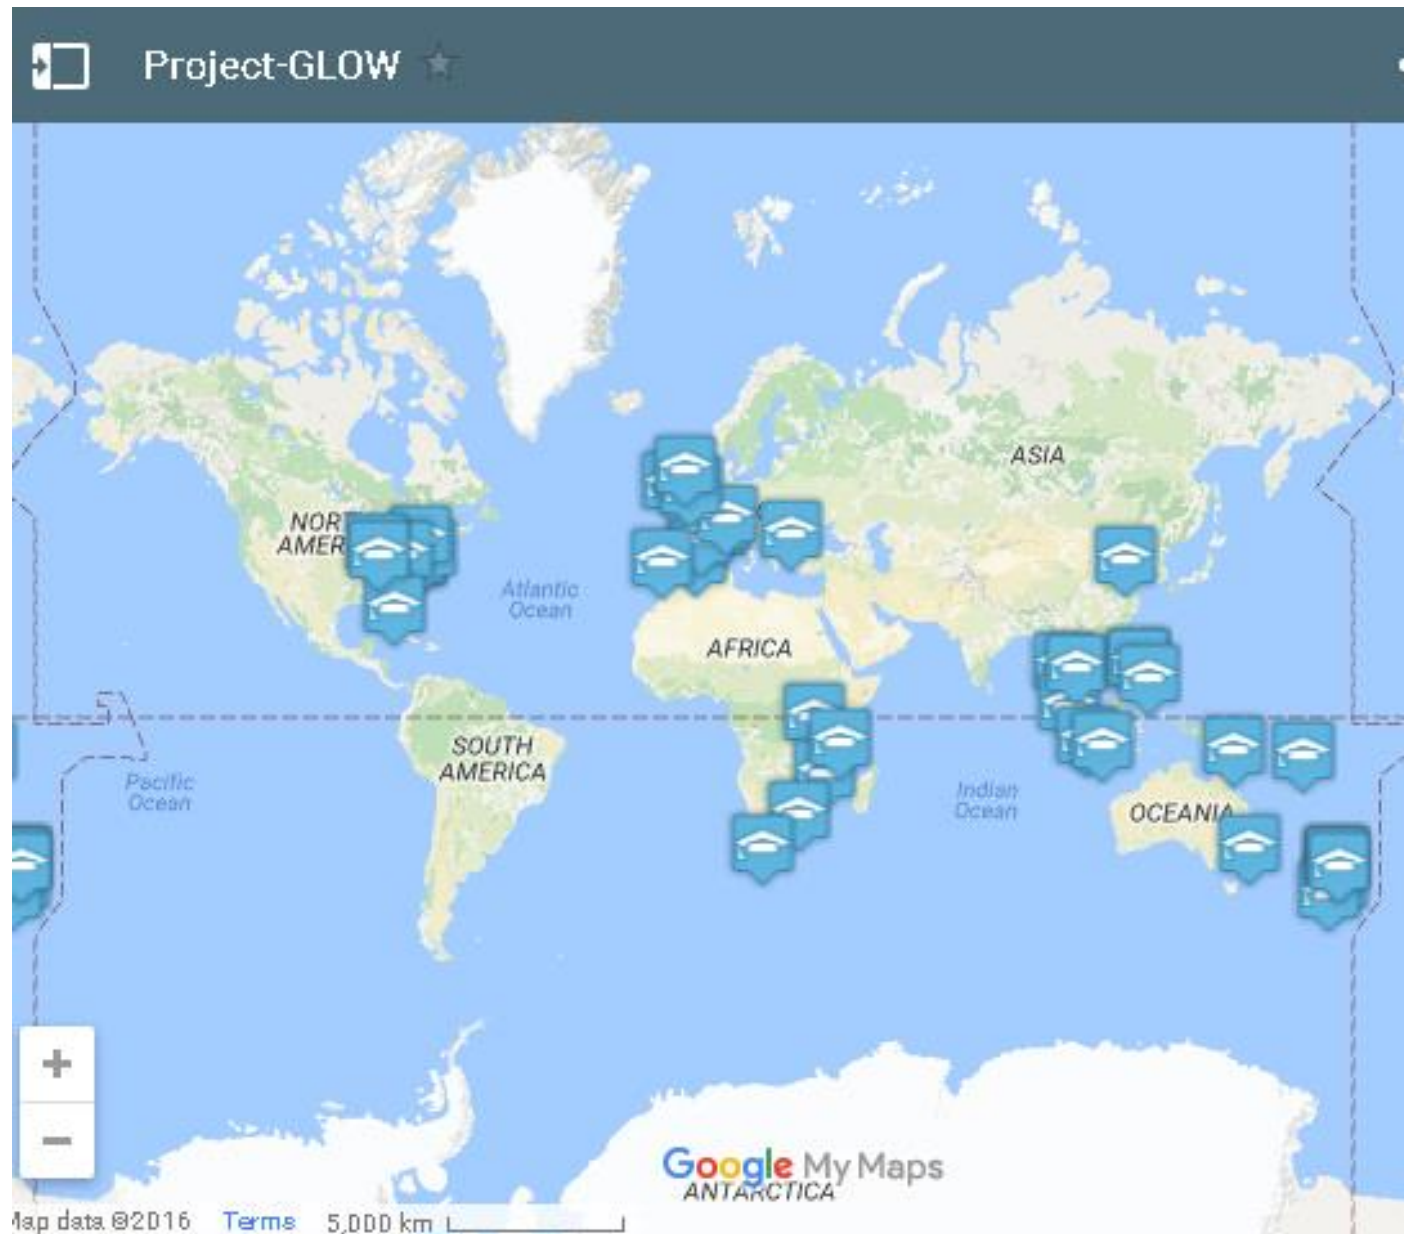 Project-GLOW
ASIA
NOR
AMER
Atlantic
Ocean
AFRICA
SOUTH
AMERICA
Pacific
Ocean
Indian
Ocean
OCEANIA
Google My Maps
ANTARCTICA
Map data ©2016 Terms 5,000 km